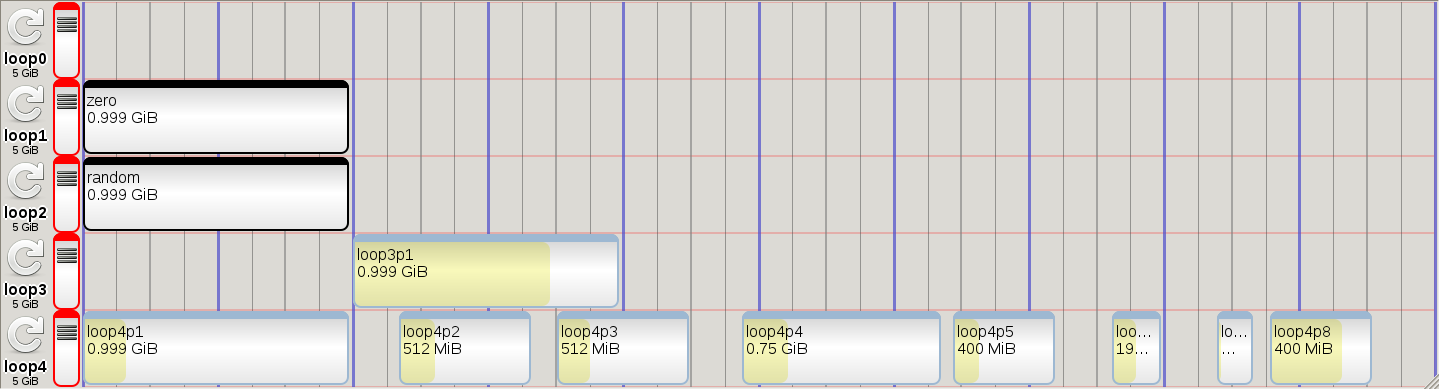 loop0
5 GiB
zero
0.999 GiB
loop1
5 GiB
random
0.999 GiB
loop2
5 GiB
loop3p1
0.999 GiB
loop3
5 GiB
loop4p1 loop4p2 loop4p3 loop4p4 loop4p5 loo... lo... loop4p8
0.999 GiB 512 MiB 512 MiB 0.75 GiB 400 MiB 19... ... 400 MiB
loop4
5 GiB